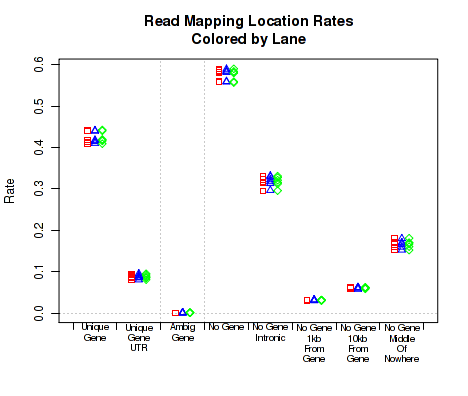 Read Mapping Location Rates
Colored by Lane
Rate
0.6
0.5
0.4
0.3
0.2
0.1
0.0
Unique
Gene
Unique
Gene
UTR
Ambig
Gene
No Gene
No Gene
Intronic
No Gene
1kb
From
Gene
No Gene
10kb
From
Gene
No Gene
Middle
Of
Nowhere